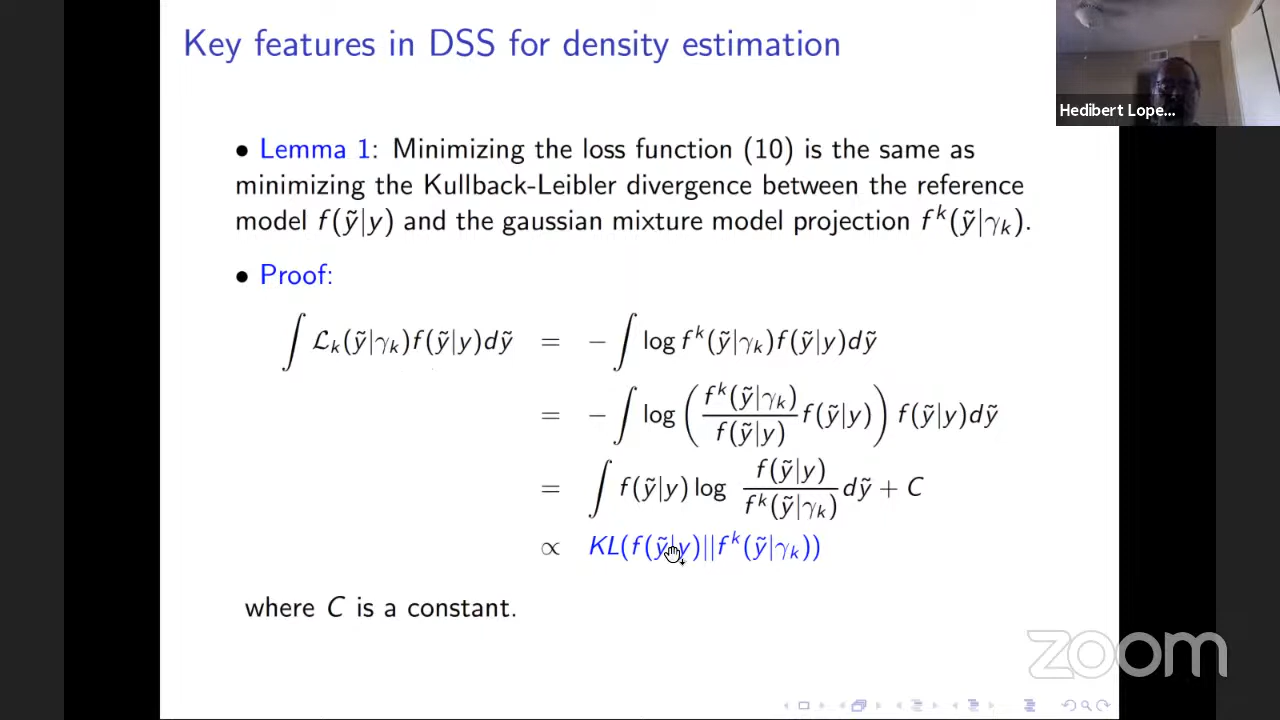 Key features in DSS for density estimation
Hedibert Lope...
• Lemma 1: Minimizing the loss function (10) is the same as
minimizing the Kullback-Leibler divergence between the reference
model f(ỹ|y) and the gaussian mixture model projection f^k(ỹ|γ_k).
• Proof:
∫ ℒ_k(ỹ|γ_k)f(ỹ|y)dỹ = − ∫ log f^k(ỹ|γ_k)f(ỹ|y)dỹ
= − ∫ log ( f^k(ỹ|γ_k) / f(ỹ|y) f(ỹ|y) ) f(ỹ|y)dỹ
= ∫ f(ỹ|y) log f(ỹ|y) / f^k(ỹ|γ_k) dỹ + C
∝ KL(f(ỹ|y)||f^k(ỹ|γ_k))
where C is a constant.
zoom